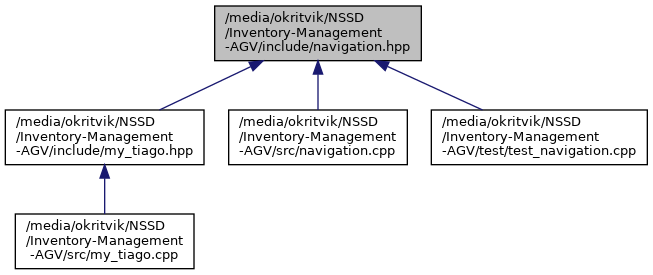 /media/okritvik/NSSD
/Inventory-Management
-AGV/include/navigation.hpp
/media/okritvik/NSSD
/Inventory-Management
-AGV/include/my_tiago.hpp
/media/okritvik/NSSD
/Inventory-Management
-AGV/src/navigation.cpp
/media/okritvik/NSSD
/Inventory-Management
-AGV/test/test_navigation.cpp
/media/okritvik/NSSD
/Inventory-Management
-AGV/src/my_tiago.cpp